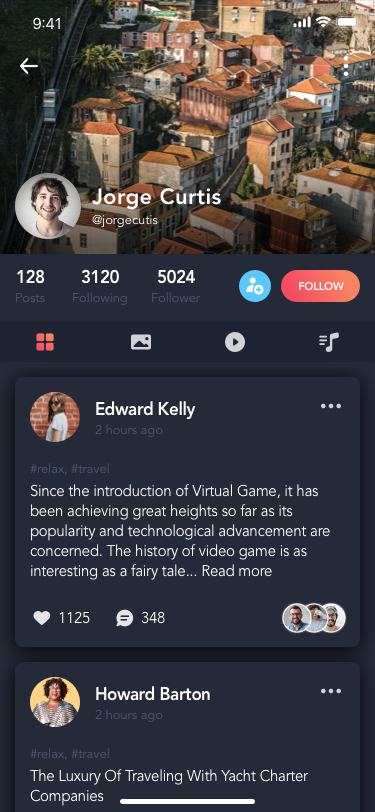 9:41
Jorge Curtis
@jorgecutis
128 3120 5024
Posts Following Follower
FOLLOW
Edward Kelly
2 hours ago
#relax, #travel
Since the introduction of Virtual Game, it has
been achieving great heights so far as its
popularity and technological advancement are
concerned. The history of video game is as
interesting as a fairy tale... Read more
1125 348
Howard Barton
2 hours ago
#relax, #travel
The Luxury Of Traveling With Yacht Charter
Companies